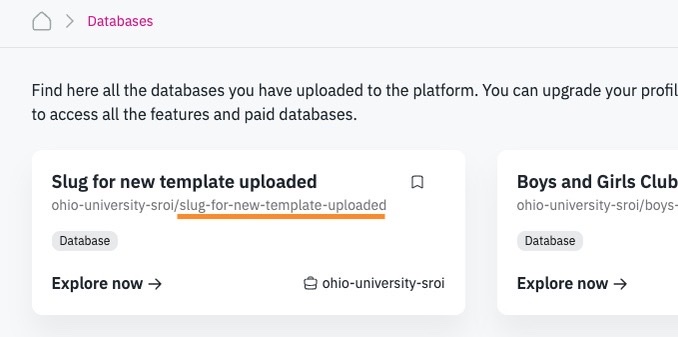 Databases
Find here all the databases you have uploaded to the platform. You can upgrade your
to access all the features and paid databases.
Slug for new template uploaded
ohio-university-sroi/slug-for-new-template-uploaded
Database
Explore now →
ohio-university-sroi
Boys and Girls Club
ohio-university-sroi/boys-
Database
Explore now →